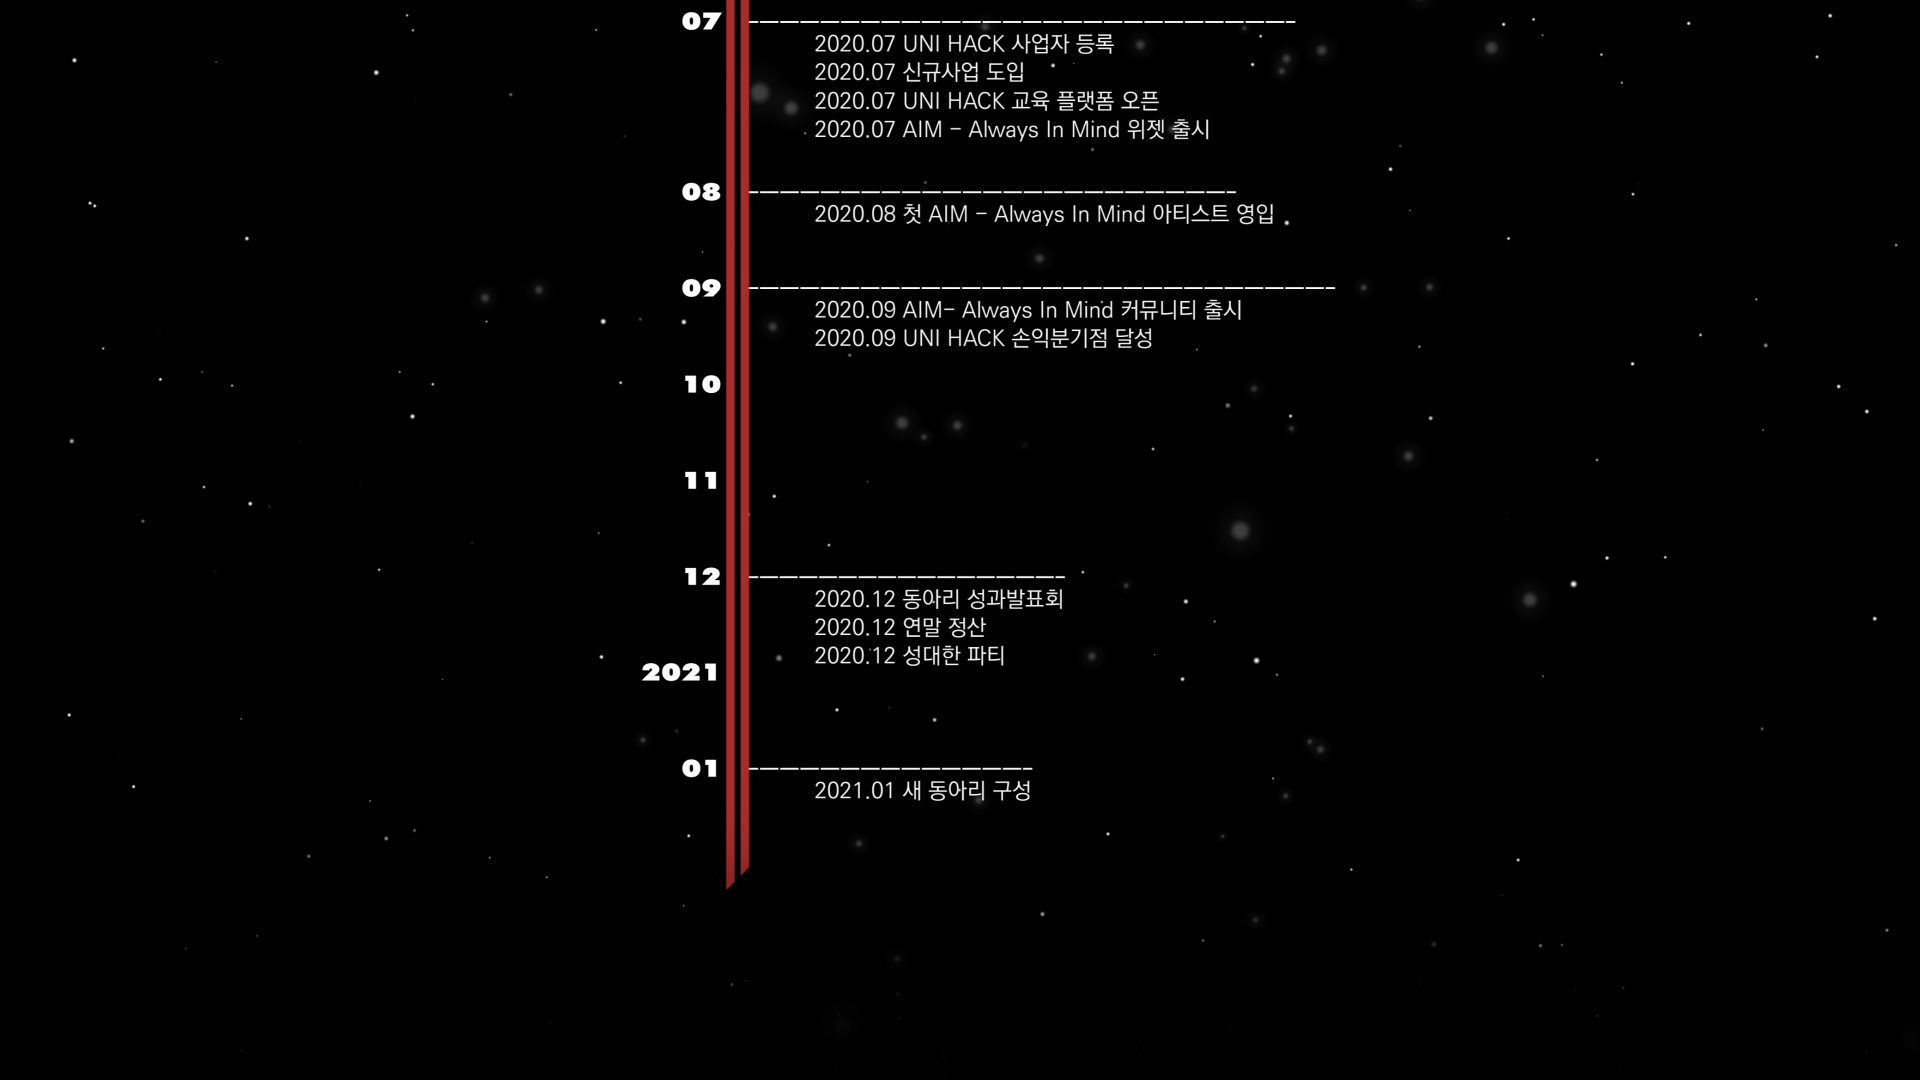 07
2020.07 UNI HACK 사업자 등록
2020.07 신규사업 도입
2020.07 UNI HACK 교육 플랫폼 오픈
2020.07 AIM - Always In Mind 위젯 출시
08
2020.08 첫 AIM - Always In Mind 아티스트 영입
09
2020.09 AIM- Always In Mind 커뮤니티 출시
2020.09 UNI HACK 손익분기점 달성
10
11
12
2020.12 동아리 성과발표회
2020.12 연말 정산
2020.12 성대한 파티
2021
01
2021.01 새 동아리 구성